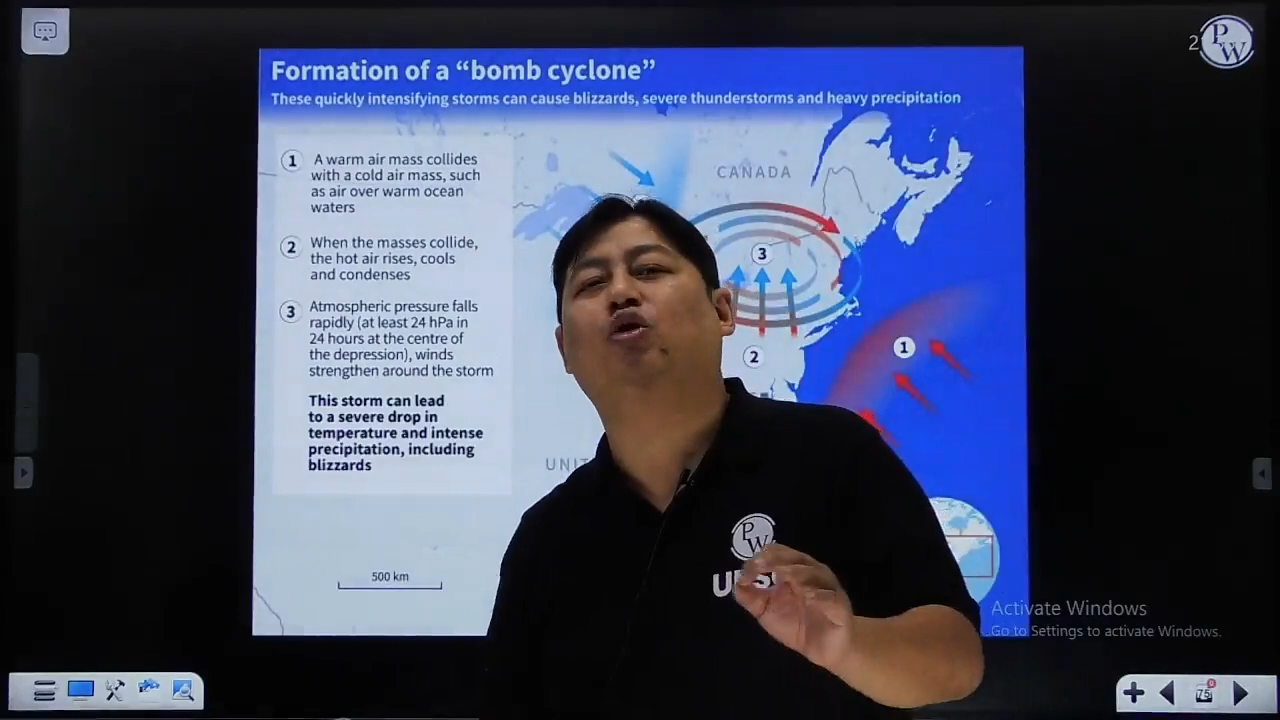 2
PW
Formation of a “bomb cyclone”
These quickly intensifying storms can cause blizzards, severe thunderstorms and heavy precipitation
1
A warm air mass collides
with a cold air mass, such
as air over warm ocean
waters
2
When the masses collide,
the hot air rises, cools
and condenses
3
Atmospheric pressure falls
rapidly (at least 24 hPa in
24 hours at the centre of
the depression), winds
strengthen around the storm
This storm can lead
to a severe drop in
temperature and intense
precipitation, including
blizzards
CANADA
3
1
2
500 km
PW
Activate Windows
Go to Settings to activate Windows.
75